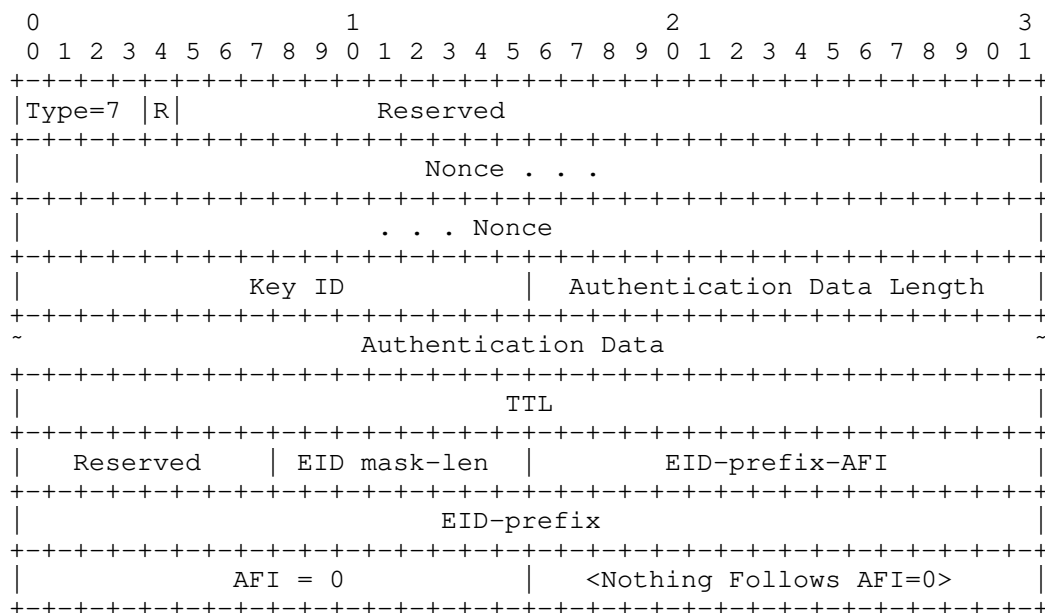 0                   1                   2                   3
 0 1 2 3 4 5 6 7 8 9 0 1 2 3 4 5 6 7 8 9 0 1 2 3 4 5 6 7 8 9 0 1
+-+-+-+-+-+-+-+-+-+-+-+-+-+-+-+-+-+-+-+-+-+-+-+-+-+-+-+-+-+-+-+-+
|Type=7 |R|            Reserved                                 |
+-+-+-+-+-+-+-+-+-+-+-+-+-+-+-+-+-+-+-+-+-+-+-+-+-+-+-+-+-+-+-+-+
|                         Nonce . . .                           |
+-+-+-+-+-+-+-+-+-+-+-+-+-+-+-+-+-+-+-+-+-+-+-+-+-+-+-+-+-+-+-+-+
|                      . . . Nonce                              |
+-+-+-+-+-+-+-+-+-+-+-+-+-+-+-+-+-+-+-+-+-+-+-+-+-+-+-+-+-+-+-+-+
|              Key ID           |  Authentication Data Length   |
+-+-+-+-+-+-+-+-+-+-+-+-+-+-+-+-+-+-+-+-+-+-+-+-+-+-+-+-+-+-+-+-+
~                     Authentication Data                       ~
+-+-+-+-+-+-+-+-+-+-+-+-+-+-+-+-+-+-+-+-+-+-+-+-+-+-+-+-+-+-+-+-+
|                              TTL                              |
+-+-+-+-+-+-+-+-+-+-+-+-+-+-+-+-+-+-+-+-+-+-+-+-+-+-+-+-+-+-+-+-+
|   Reserved    | EID mask-len  |        EID-prefix-AFI         |
+-+-+-+-+-+-+-+-+-+-+-+-+-+-+-+-+-+-+-+-+-+-+-+-+-+-+-+-+-+-+-+-+
|                          EID-prefix                           |
+-+-+-+-+-+-+-+-+-+-+-+-+-+-+-+-+-+-+-+-+-+-+-+-+-+-+-+-+-+-+-+-+
|             AFI = 0           |   <Nothing Follows AFI=0>     |
+-+-+-+-+-+-+-+-+-+-+-+-+-+-+-+-+-+-+-+-+-+-+-+-+-+-+-+-+-+-+-+-+